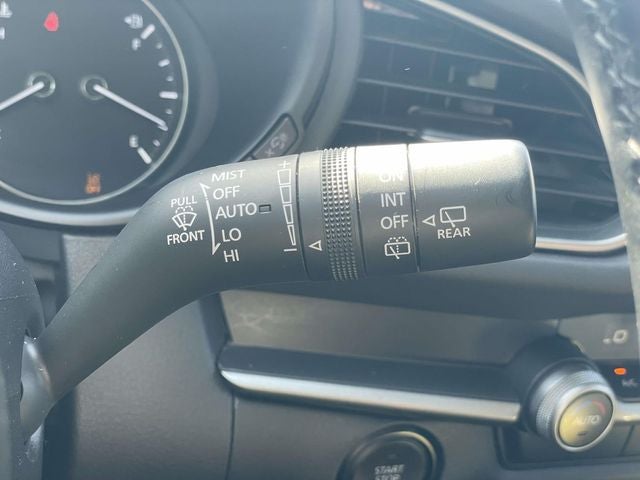 F
E
MIST
OFF
AUTO
LO
HI
PULL
FRONT
+
-
ON
INT
OFF
REAR
AUTO
START
STOP